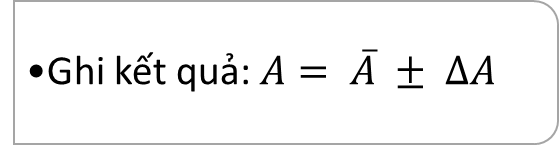 •Ghi kết quả: A = Ā ± ΔA